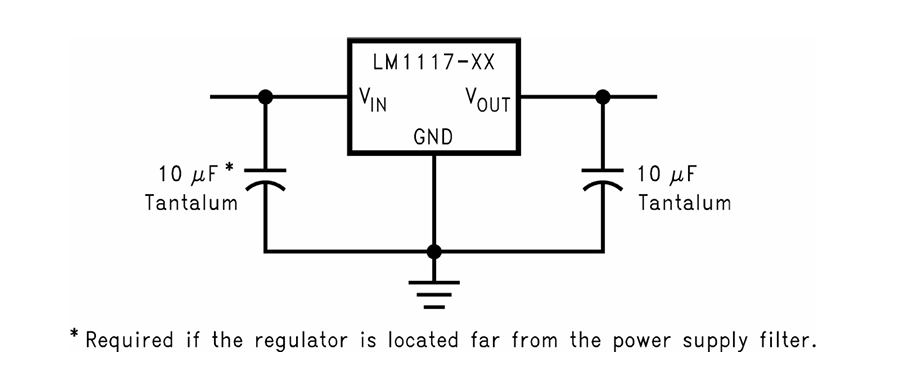 LM1117-XX
VIN
VOUT
GND
10 μF*
Tantalum
10 μF
Tantalum
* Required if the regulator is located far from the power supply filter.